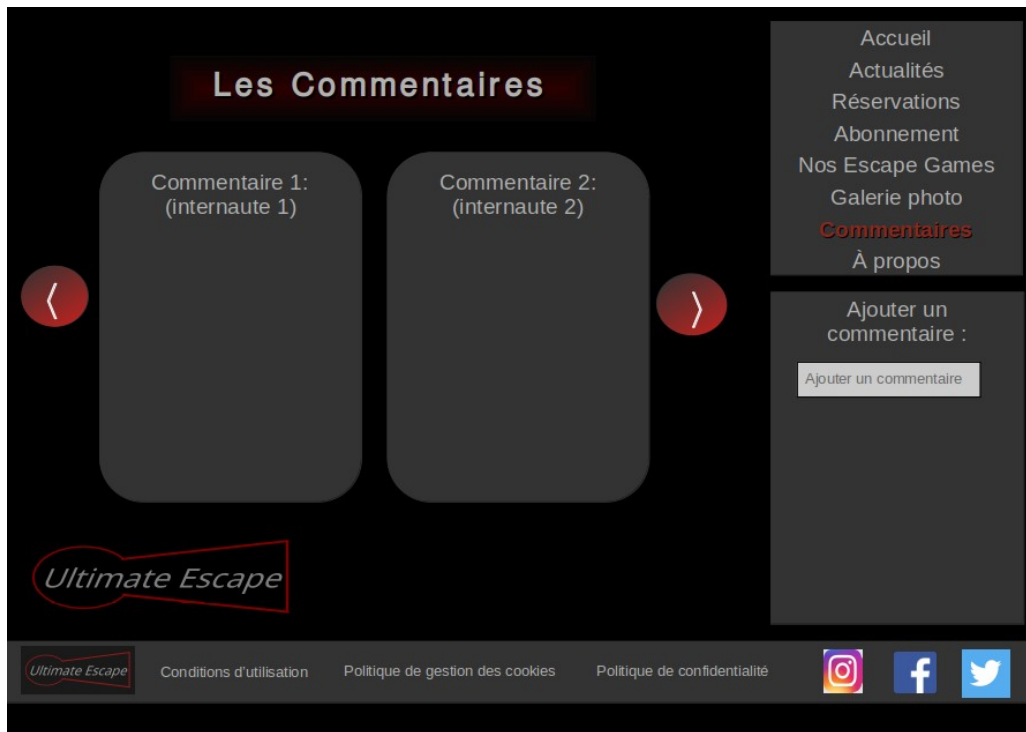 Les Commentaires
Commentaire 1:
(internaute 1)
Commentaire 2:
(internaute 2)
Ultimate Escape
Accueil
Actualités
Réservations
Abonnement
Nos Escape Games
Galerie photo
Commentaires
À propos
Ajouter un
commentaire :
Ajouter un commentaire
Ultimate Escape
Conditions d'utilisation
Politique de gestion des cookies
Politique de confidentialité